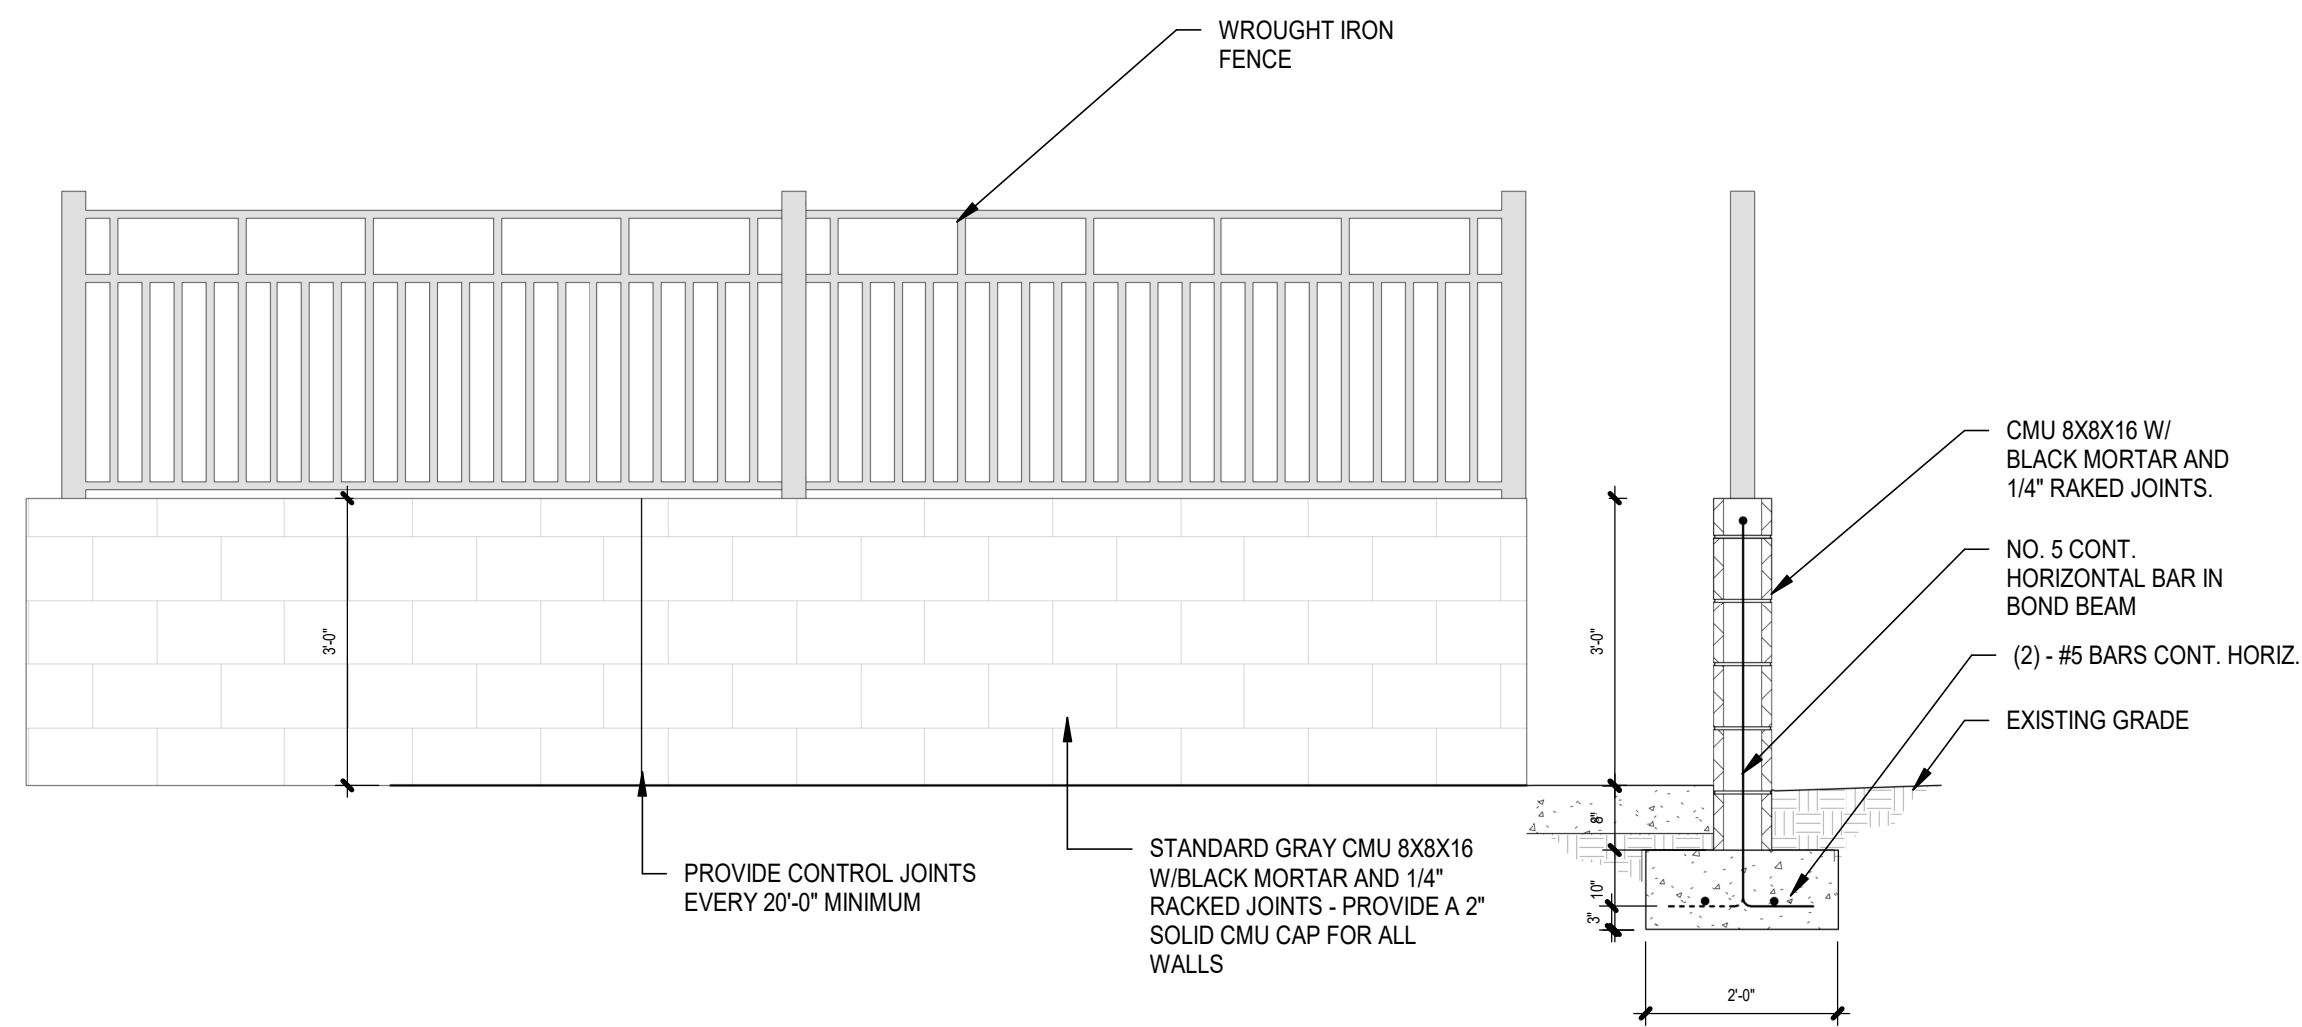 WROUGHT IRON
FENCE
CMU 8X8X16 W/
BLACK MORTAR AND
1/4" RAKED JOINTS.
NO. 5 CONT.
HORIZONTAL BAR IN
BOND BEAM
(2) - #5 BARS CONT. HORIZ.
EXISTING GRADE
3'-0"
3'-0"
8"
10"
3"
2'-0"
PROVIDE CONTROL JOINTS
EVERY 20'-0" MINIMUM
STANDARD GRAY CMU 8X8X16
W/BLACK MORTAR AND 1/4"
RACKED JOINTS - PROVIDE A 2"
SOLID CMU CAP FOR ALL
WALLS